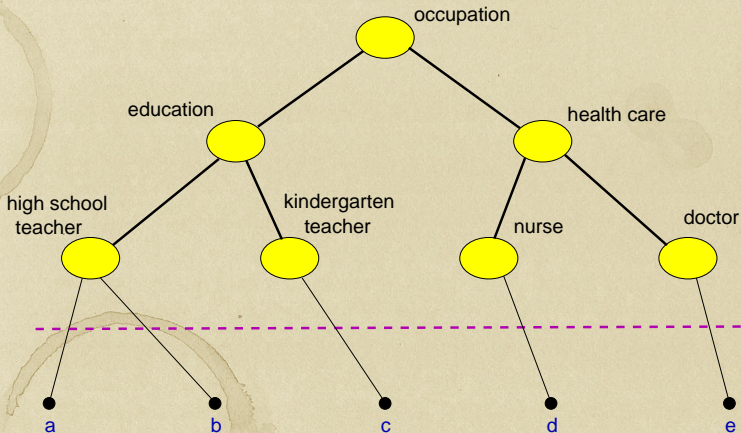 occupation
education
health care
high school
teacher
kindergarten
teacher
nurse
doctor
a
b
c
d
e